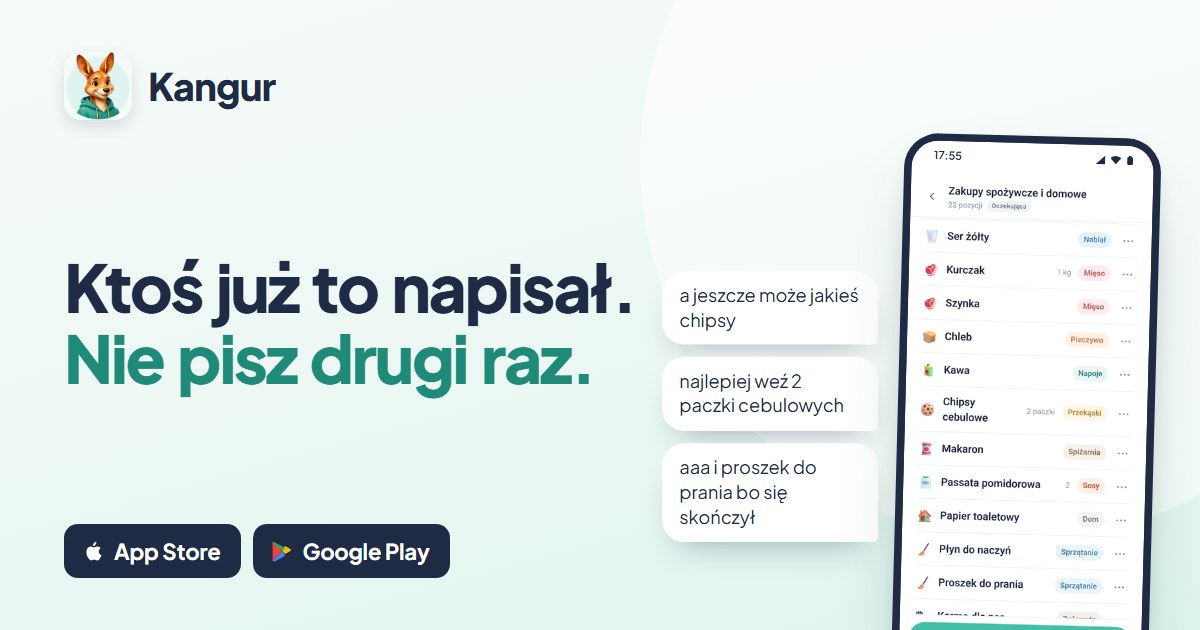 Kangur
Ktoś już to napisał.
Nie pisz drugi raz.
App Store
Google Play
a jeszcze może jakieś
chipsy
najlepiej weź 2
paczki cebulowych
aaa i proszek do
prania bo się
skończył
17:55
Zakupy spożywcze i domowe
22 pozycji Oczekujące
Ser żółty Nabiał
Kurczak 1 kg Mięso
Szynka Mięso
Chleb Pieczywo
Kawa Napoje
Chipsy
cebulowe 2 paczki Przekąski
Makaron Spiżarnia
Passata pomidorowa 2 Sosy
Papier toaletowy Dom
Płyn do naczyń Sprzątanie
Proszek do prania Sprzątanie